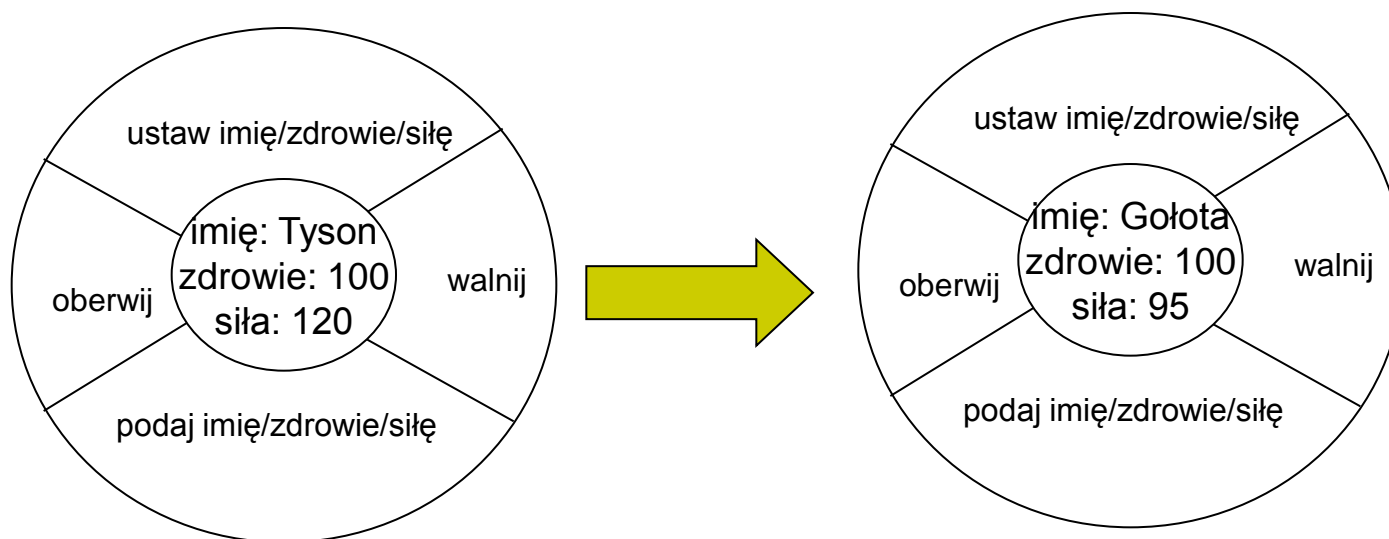 ustaw imię/zdrowie/siłę
imię: Tyson
zdrowie: 100
siła: 120
oberwij
walnij
podaj imię/zdrowie/siłę
ustaw imię/zdrowie/siłę
imię: Gołota
zdrowie: 100
siła: 95
oberwij
walnij
podaj imię/zdrowie/siłę